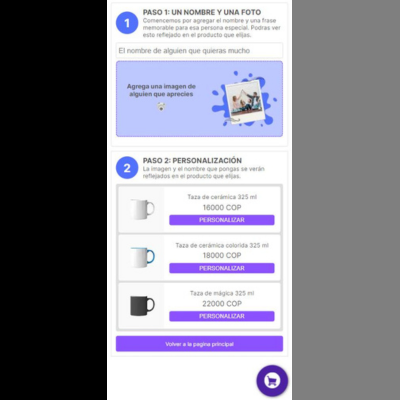 1
PASO 1: UN NOMBRE Y UNA FOTO
Comencemos por agregar el nombre y una frase
memorable para esa persona especial. Podras ver
esto reflejado en el producto que elijas.
El nombre de alguien que quieras mucho
Agrega una imagen de
alguien que aprecies
2
PASO 2: PERSONALIZACIÓN
La imagen y el nombre que pongas se verán
reflejados en el producto que elijas.
Taza de cerámica 325 ml
16000 COP
PERSONALIZAR
Taza de cerámica colorida 325 ml
18000 COP
PERSONALIZAR
Taza de mágica 325 ml
22000 COP
PERSONALIZAR
Volver a la pagina principal